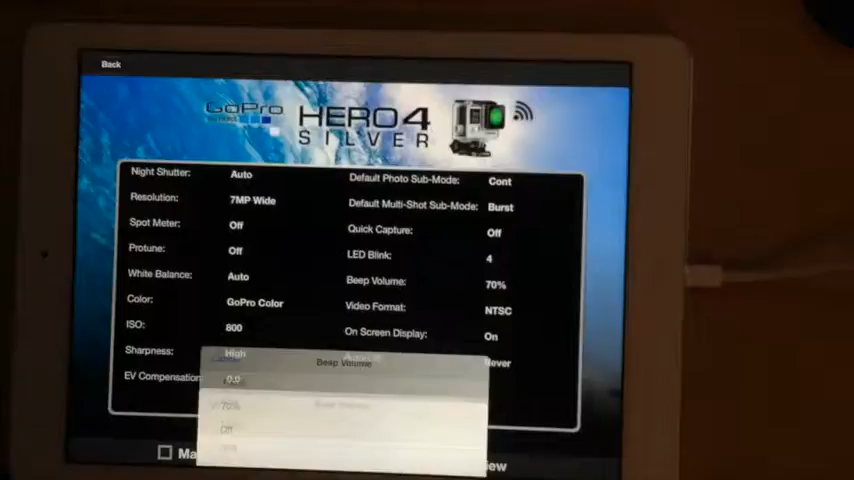 Back
GoPro
HERO4
SILVER
Night Shutter: Auto
Resolution: 7MP Wide
Spot Meter: Off
Protune: Off
White Balance: Auto
Color: GoPro Color
ISO: 800
Sharpness: High
EV Compensation 0.0
Default Photo Sub-Mode: Cont
Default Multi-Shot Sub-Mode: Burst
Quick Capture: Off
LED Blink: 4
Beep Volume: 70%
Video Format: NTSC
On Screen Display: On
Never
Beep Volume
70%
Off
Ma
iew